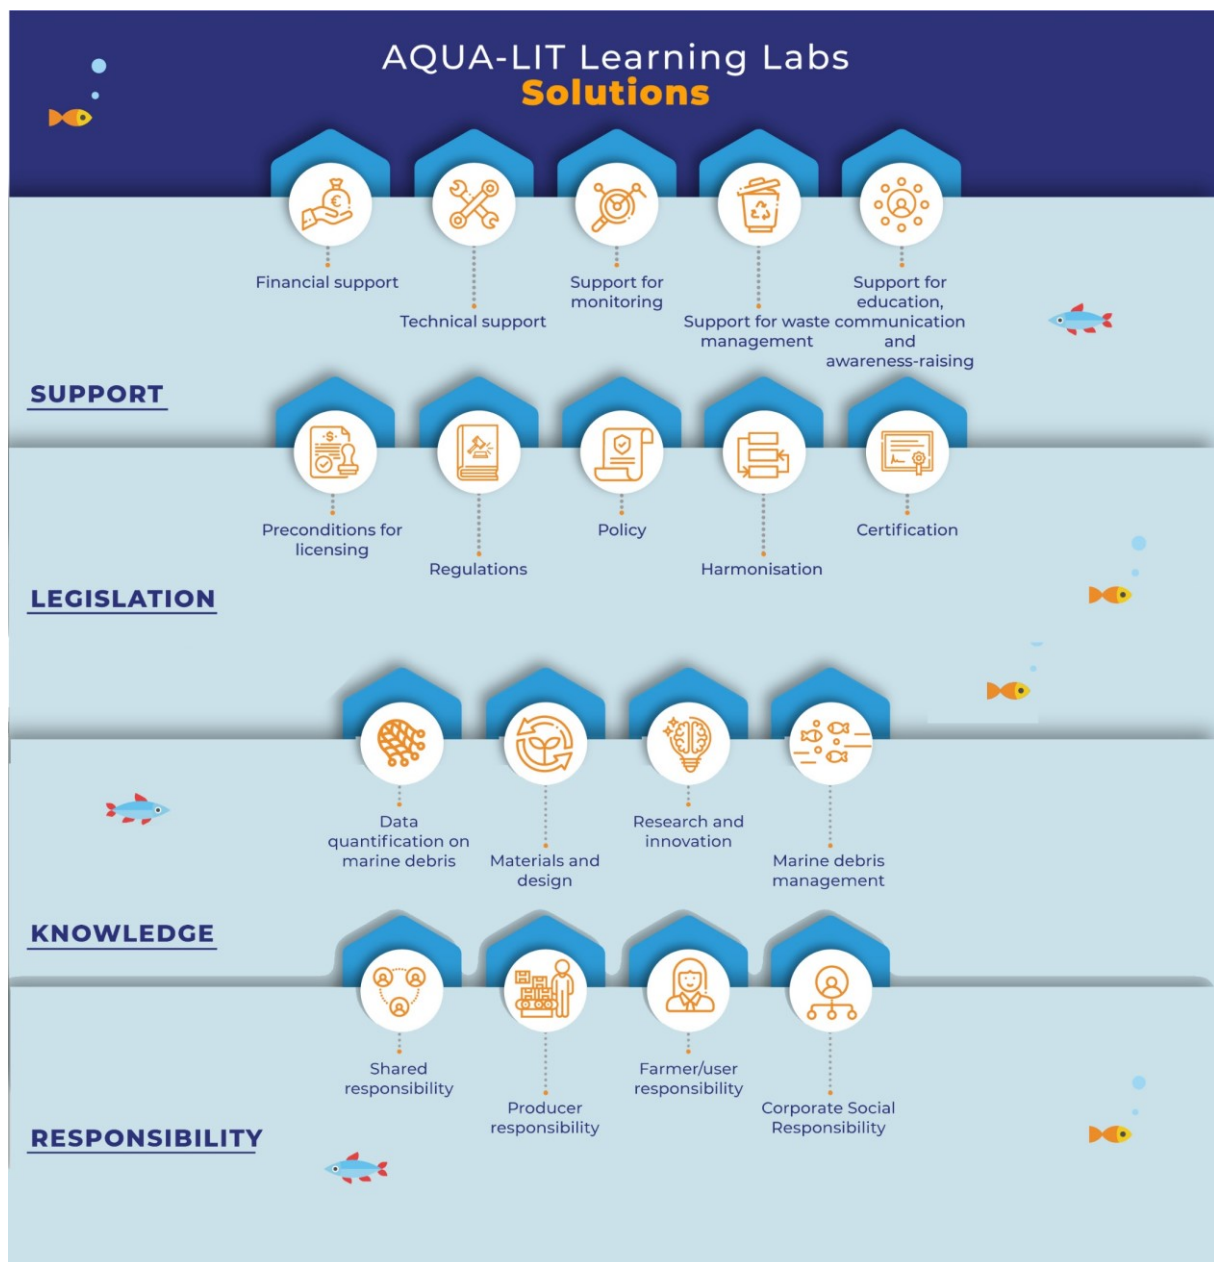 AQUA-LIT Learning Labs
Solutions
Financial support
Technical support
Support for
monitoring
Support for waste
management
Support for
education,
communication
and
awareness-raising
SUPPORT
Preconditions for
licensing
Regulations
Policy
Harmonisation
Certification
LEGISLATION
Data
quantification on
marine debris
Materials and
design
Research and
innovation
Marine debris
management
KNOWLEDGE
Shared
responsibility
Producer
responsibility
Farmer/user
responsibility
Corporate Social
Responsibility
RESPONSIBILITY